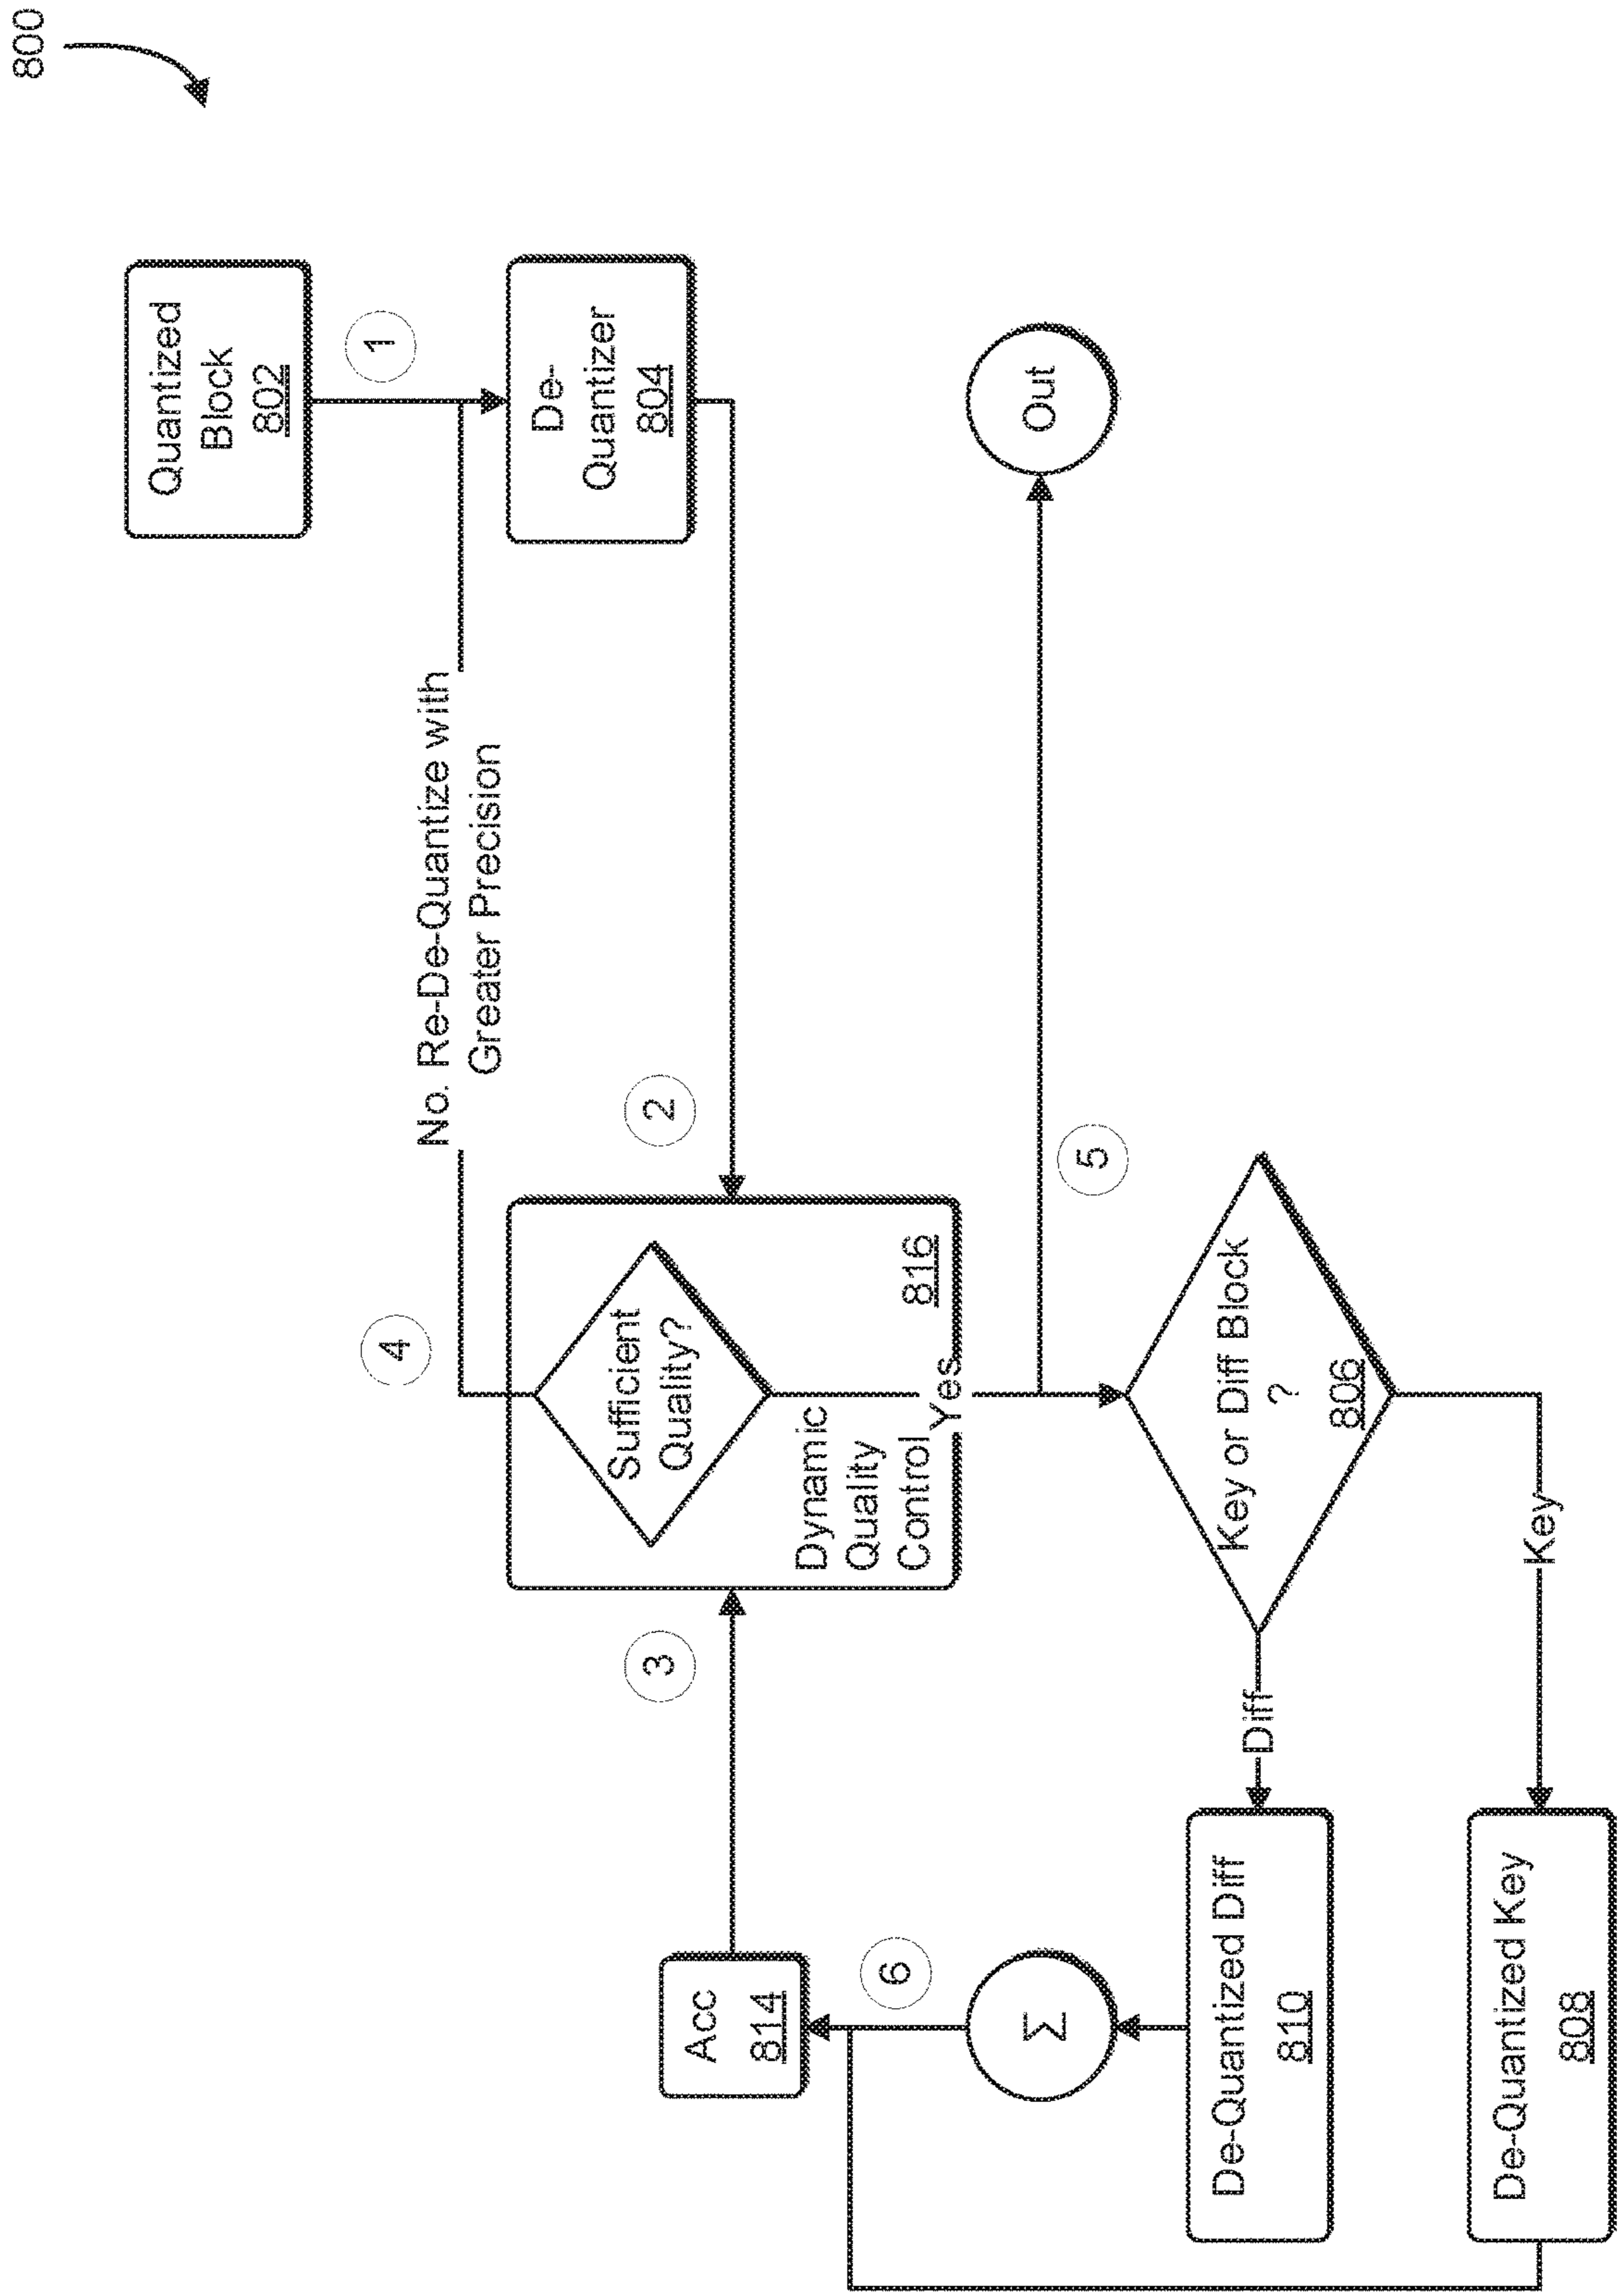 800
Quantized
Block
802
1
De-
Quantizer
804
No. Re-De-Quantize with
Greater Precision
2
4
Sufficient
Quality?
816
Dynamic
Quality
Control
Yes
3
Acc
814
6
Σ
5
Out
Key or Diff Block
?
806
Diff
Key
De-Quantized Diff
810
De-Quantized Key
808